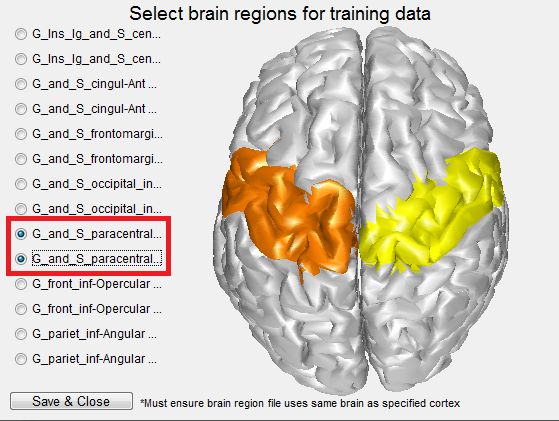 Select brain regions for training data
G_Ins_lg_and_S_cen...
G_Ins_lg_and_S_cen...
G_and_S_cingul-Ant ...
G_and_S_cingul-Ant ...
G_and_S_frontomargi...
G_and_S_frontomargi...
G_and_S_occipital_in...
G_and_S_occipital_in...
G_and_S_paracentral...
G_and_S_paracentral...
G_front_inf-Opercular ...
G_front_inf-Opercular ...
G_pariet_inf-Angular ...
G_pariet_inf-Angular ...
Save & Close
*Must ensure brain region file uses same brain as specified cortex